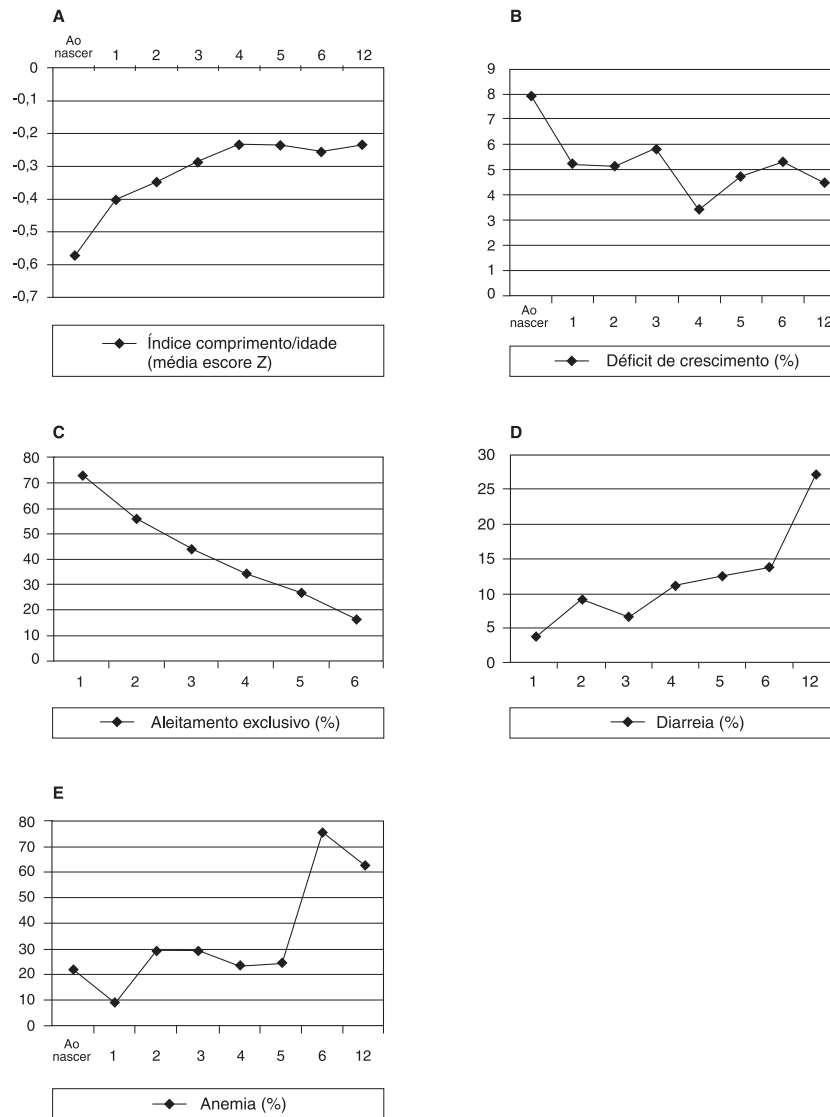 A
Ao
nascer 1 2 3 4 5 6 12
0
-0,1
-0,2
-0,3
-0,4
-0,5
-0,6
-0,7
Índice comprimento/idade
(média escore Z)
B
9
8
7
6
5
4
3
2
1
0
Ao
nascer 1 2 3 4 5 6 12
Déficit de crescimento (%)
C
80
70
60
50
40
30
20
10
0
1 2 3 4 5 6
Aleitamento exclusivo (%)
D
30
25
20
15
10
5
0
1 2 3 4 5 6 12
Diarreia (%)
E
80
70
60
50
40
30
20
10
0
Ao
nascer 1 2 3 4 5 6 12
Anemia (%)